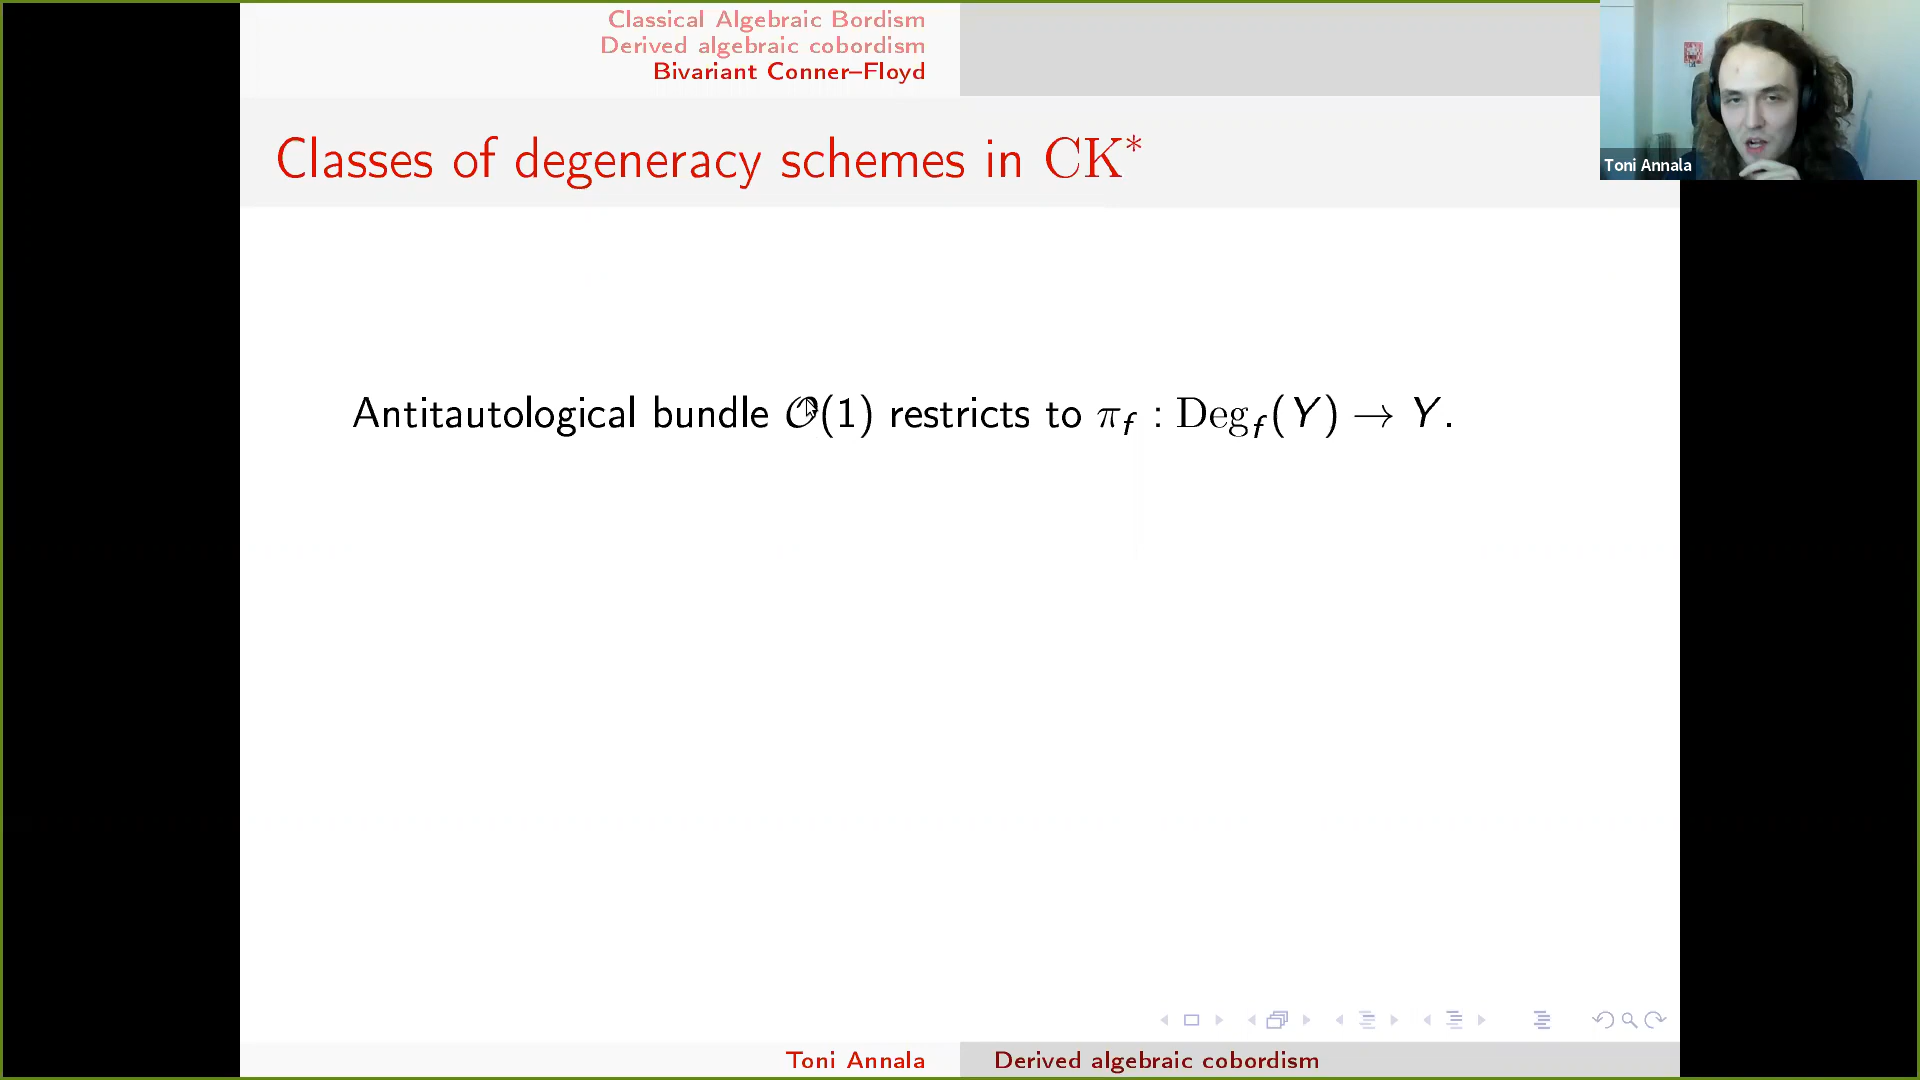 Classical Algebraic Bordism
Derived algebraic cobordism
Bivariant Conner–Floyd
Classes of degeneracy schemes in CK*
Toni Annala
Antitautological bundle 𝒪(1) restricts to π_f : Deg_f(Y) → Y.
Toni Annala
Derived algebraic cobordism